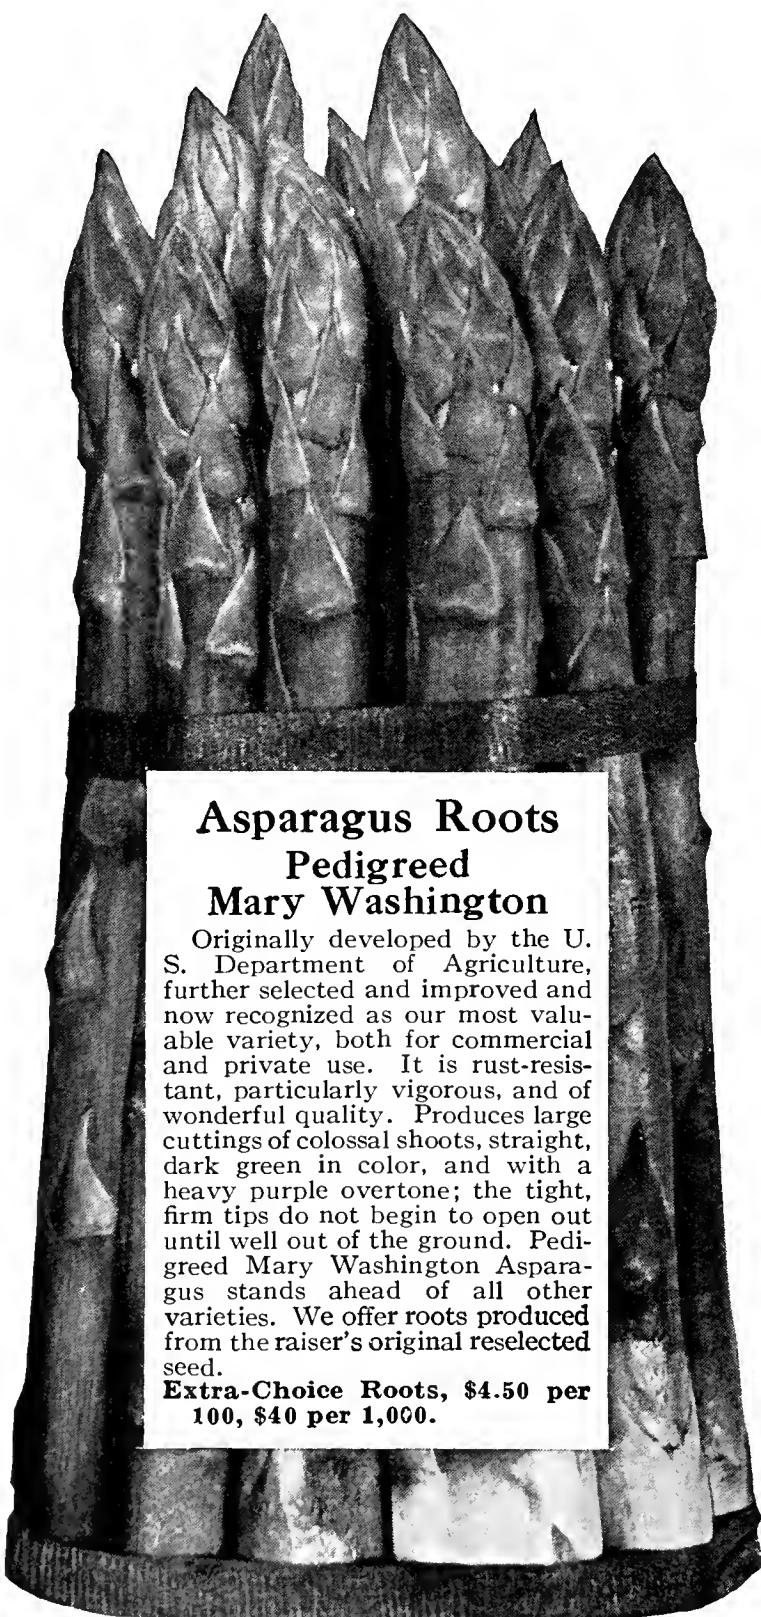 Asparagus Roots
Pedigreed
Mary Washington
Originally developed by the U.
S. Department of Agriculture,
further selected and improved and
now recognized as our most valu-
able variety, both for commercial
and private use. It is rust-resis-
tant, particularly vigorous, and of
wonderful quality. Produces large
cuttings of colossal shoots, straight,
dark green in color, and with a
heavy purple overtone; the tight,
firm tips do not begin to open out
until well out of the ground. Pedi-
greed Mary Washington Aspara-
gus stands ahead of all other
varieties. We offer roots produced
from the raiser's original reselected
seed.
Extra-Choice Roots, $4.50 per
100, $40 per 1,000.